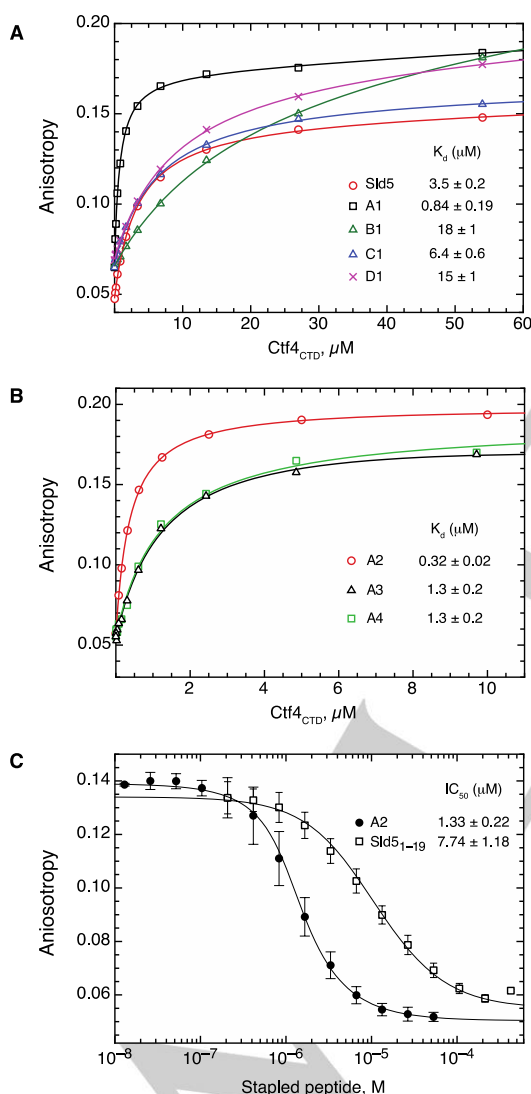 A
0.20
0.15
0.10
0.05
Anisotropy
K_d (µM)
Sld5 3.5 ± 0.2
A1 0.84 ± 0.19
B1 18 ± 1
C1 6.4 ± 0.6
D1 15 ± 1
0 10 20 30 40 50 60
Ctf4_CTD, µM
B
0.20
0.15
0.10
0.05
Anisotropy
K_d (µM)
A2 0.32 ± 0.02
A3 1.3 ± 0.2
A4 1.3 ± 0.2
2 4 6 8 10
Ctf4_CTD, µM
C
0.14
0.12
0.10
0.08
0.06
Aniosotropy
IC_50 (µM)
A2 1.33 ± 0.22
Sld5_1–19 7.74 ± 1.18
10^-8 10^-7 10^-6 10^-5 10^-4
Stapled peptide, M